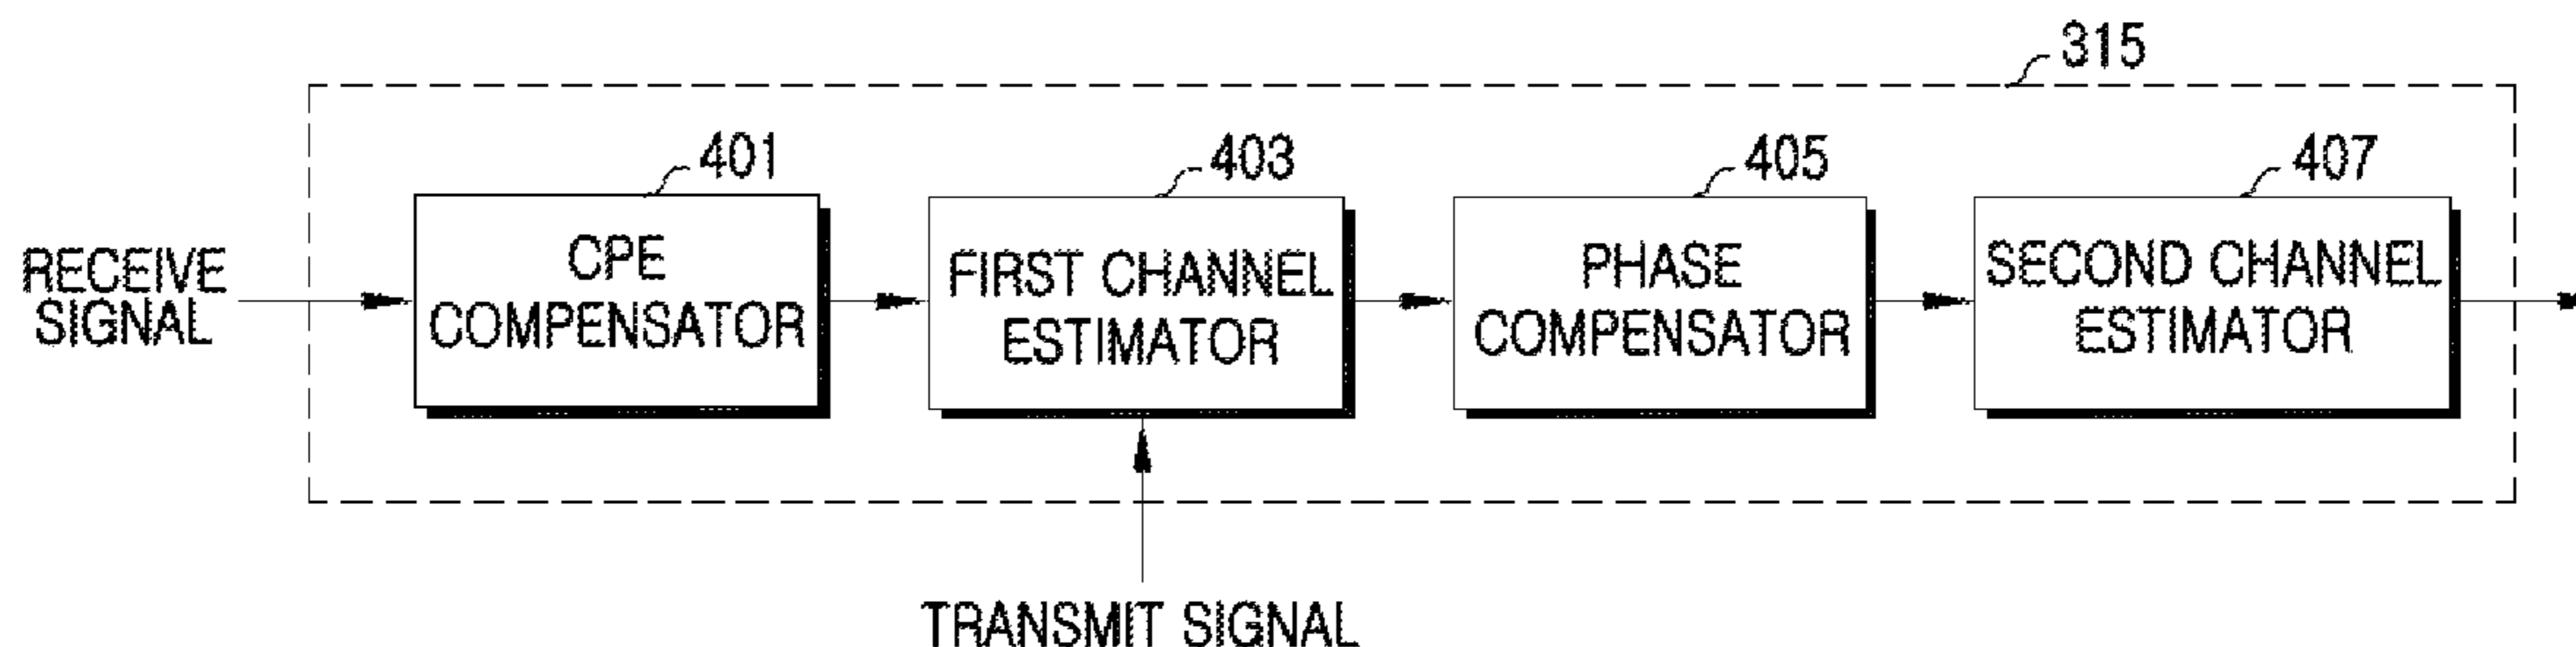 315
401
403
405
407
RECEIVE
SIGNAL
CPE
COMPENSATOR
FIRST CHANNEL
ESTIMATOR
PHASE
COMPENSATOR
SECOND CHANNEL
ESTIMATOR
TRANSMIT SIGNAL